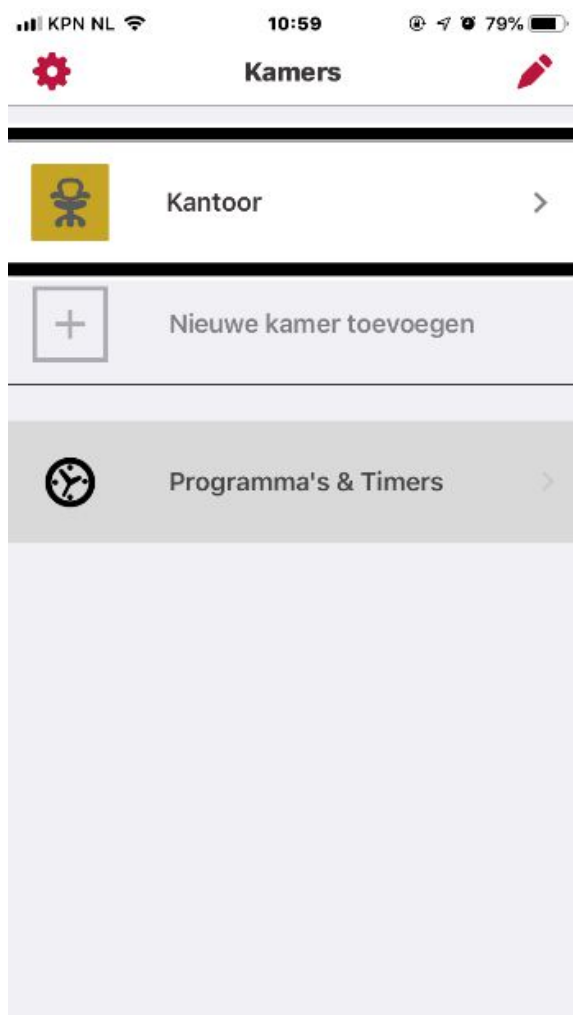 KPN NL 10:59 79%
Kamers
Kantoor
Nieuwe kamer toevoegen
Programma's & Timers